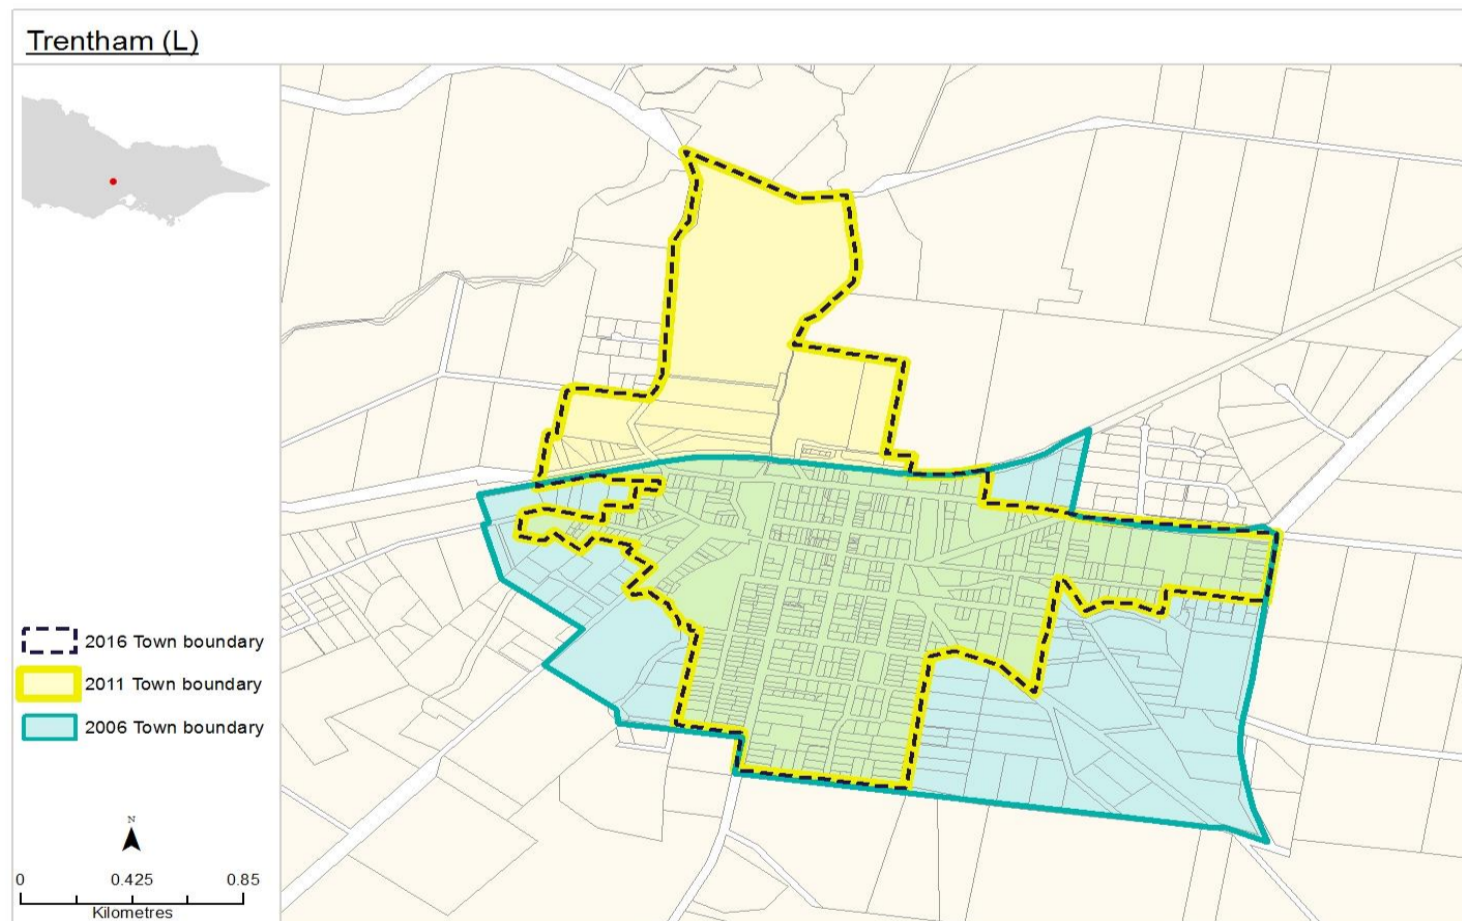 Trentham (L)
2016 Town boundary
2011 Town boundary
2006 Town boundary
N
0 0.425 0.85
Kilometres